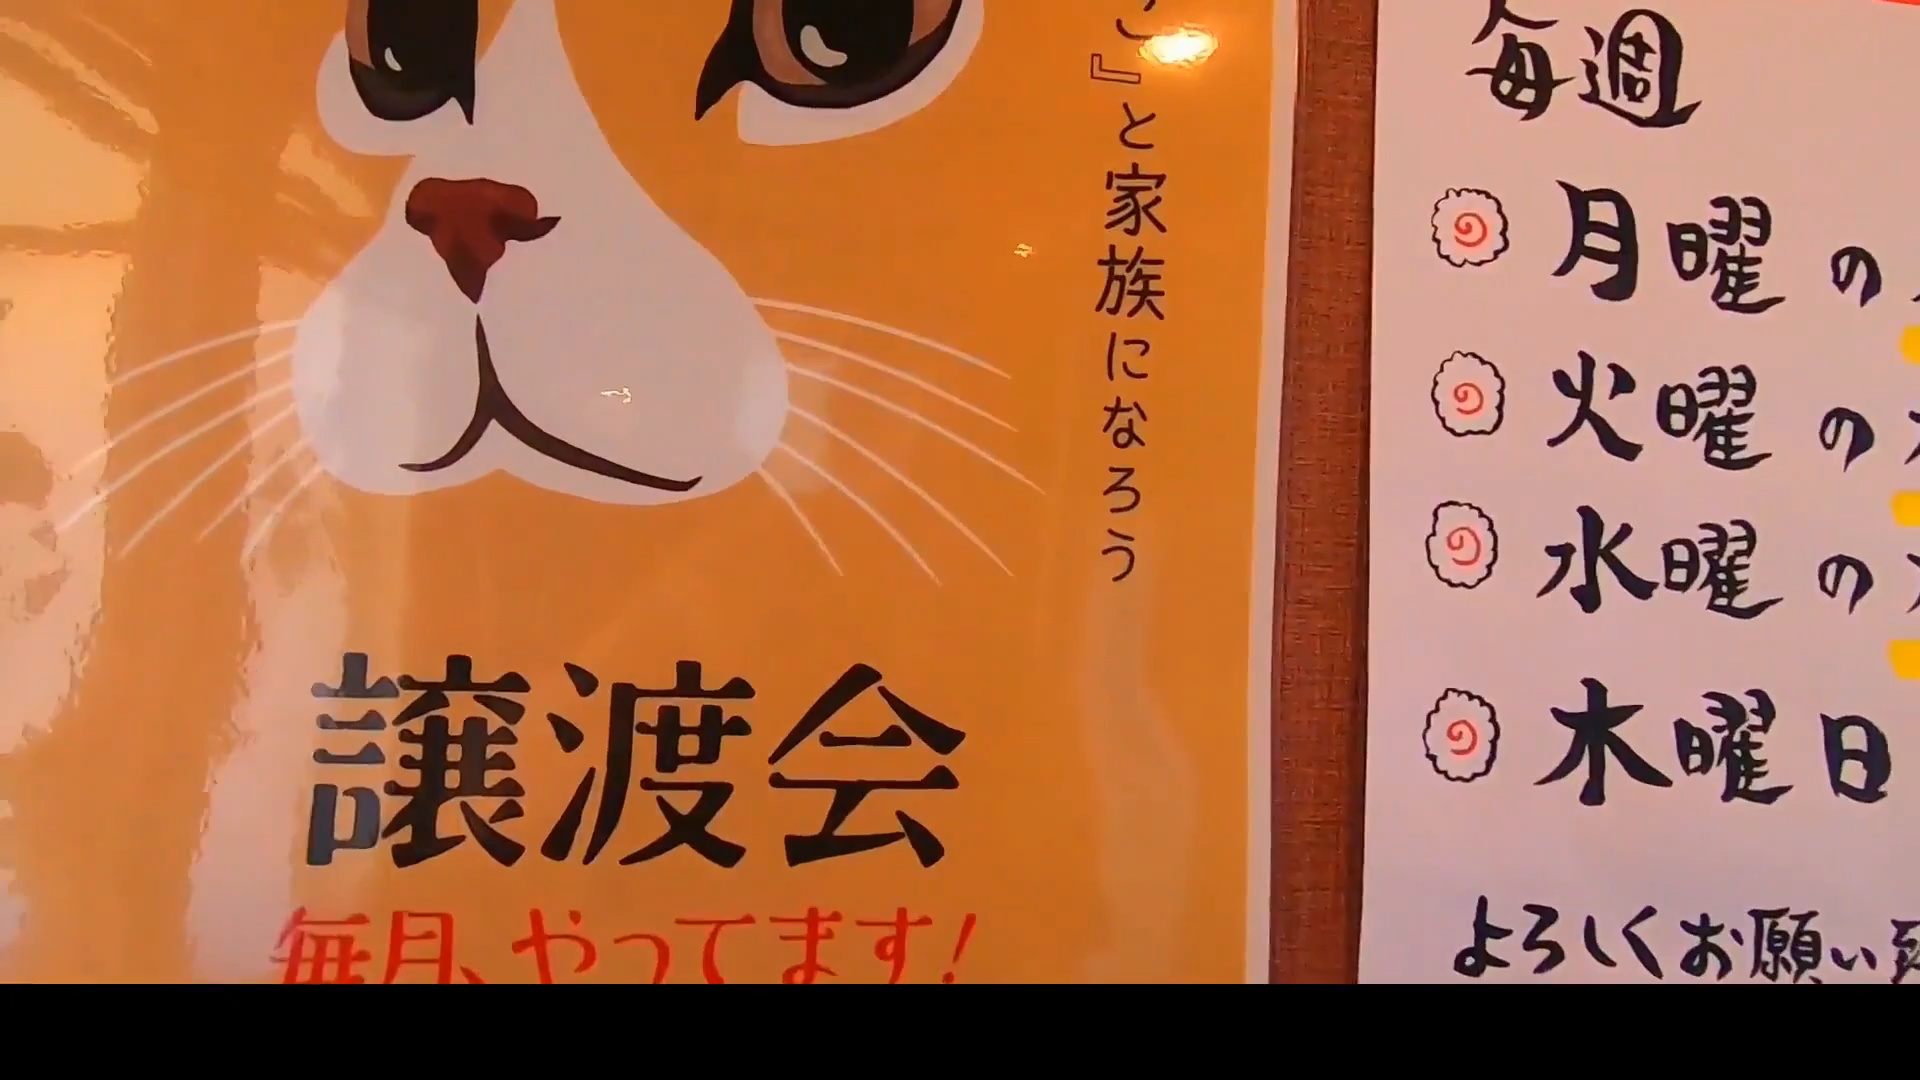 』と家族になろう
譲渡会
毎月、やってます!
毎週
月曜の
火曜の
水曜の
木曜日
よろしくお願い